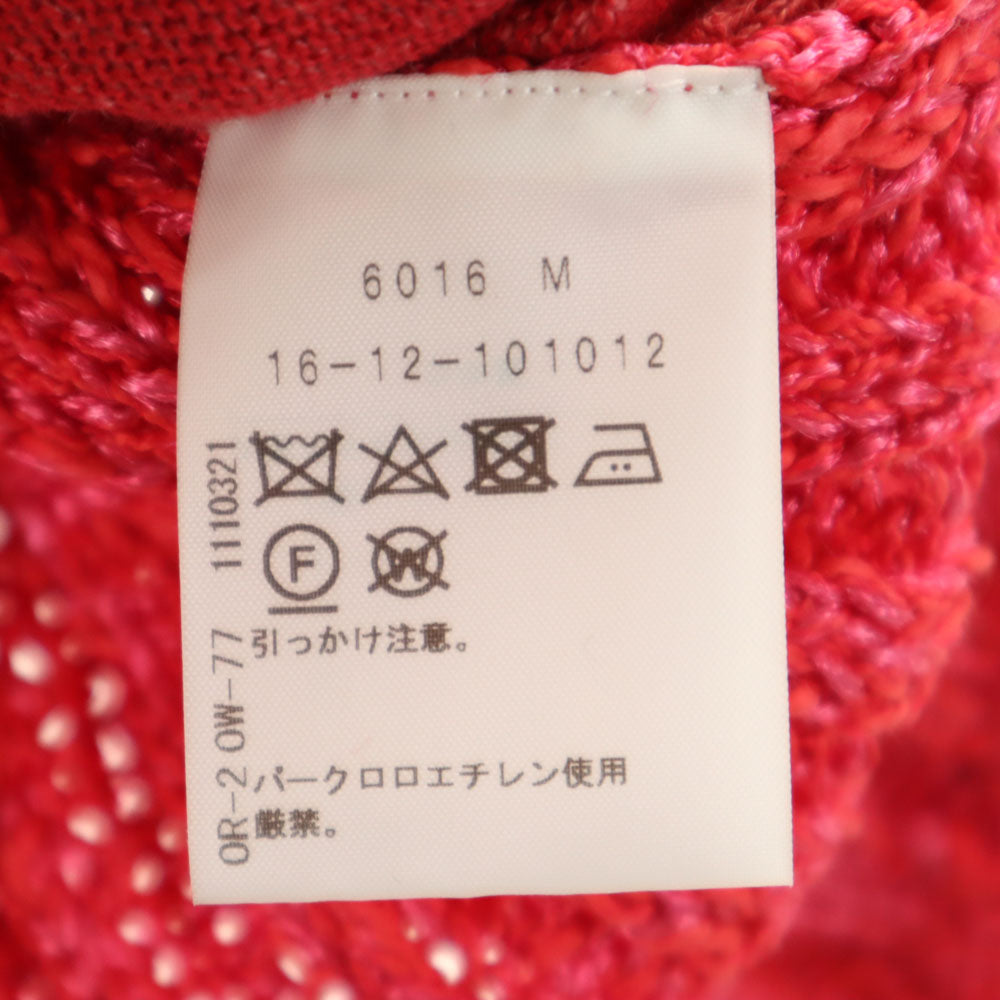 6016 M
16-12-101012
F
W
引っかけ注意。
パークロロエチレン使用
厳禁。
1110321
OR-2 OW-77